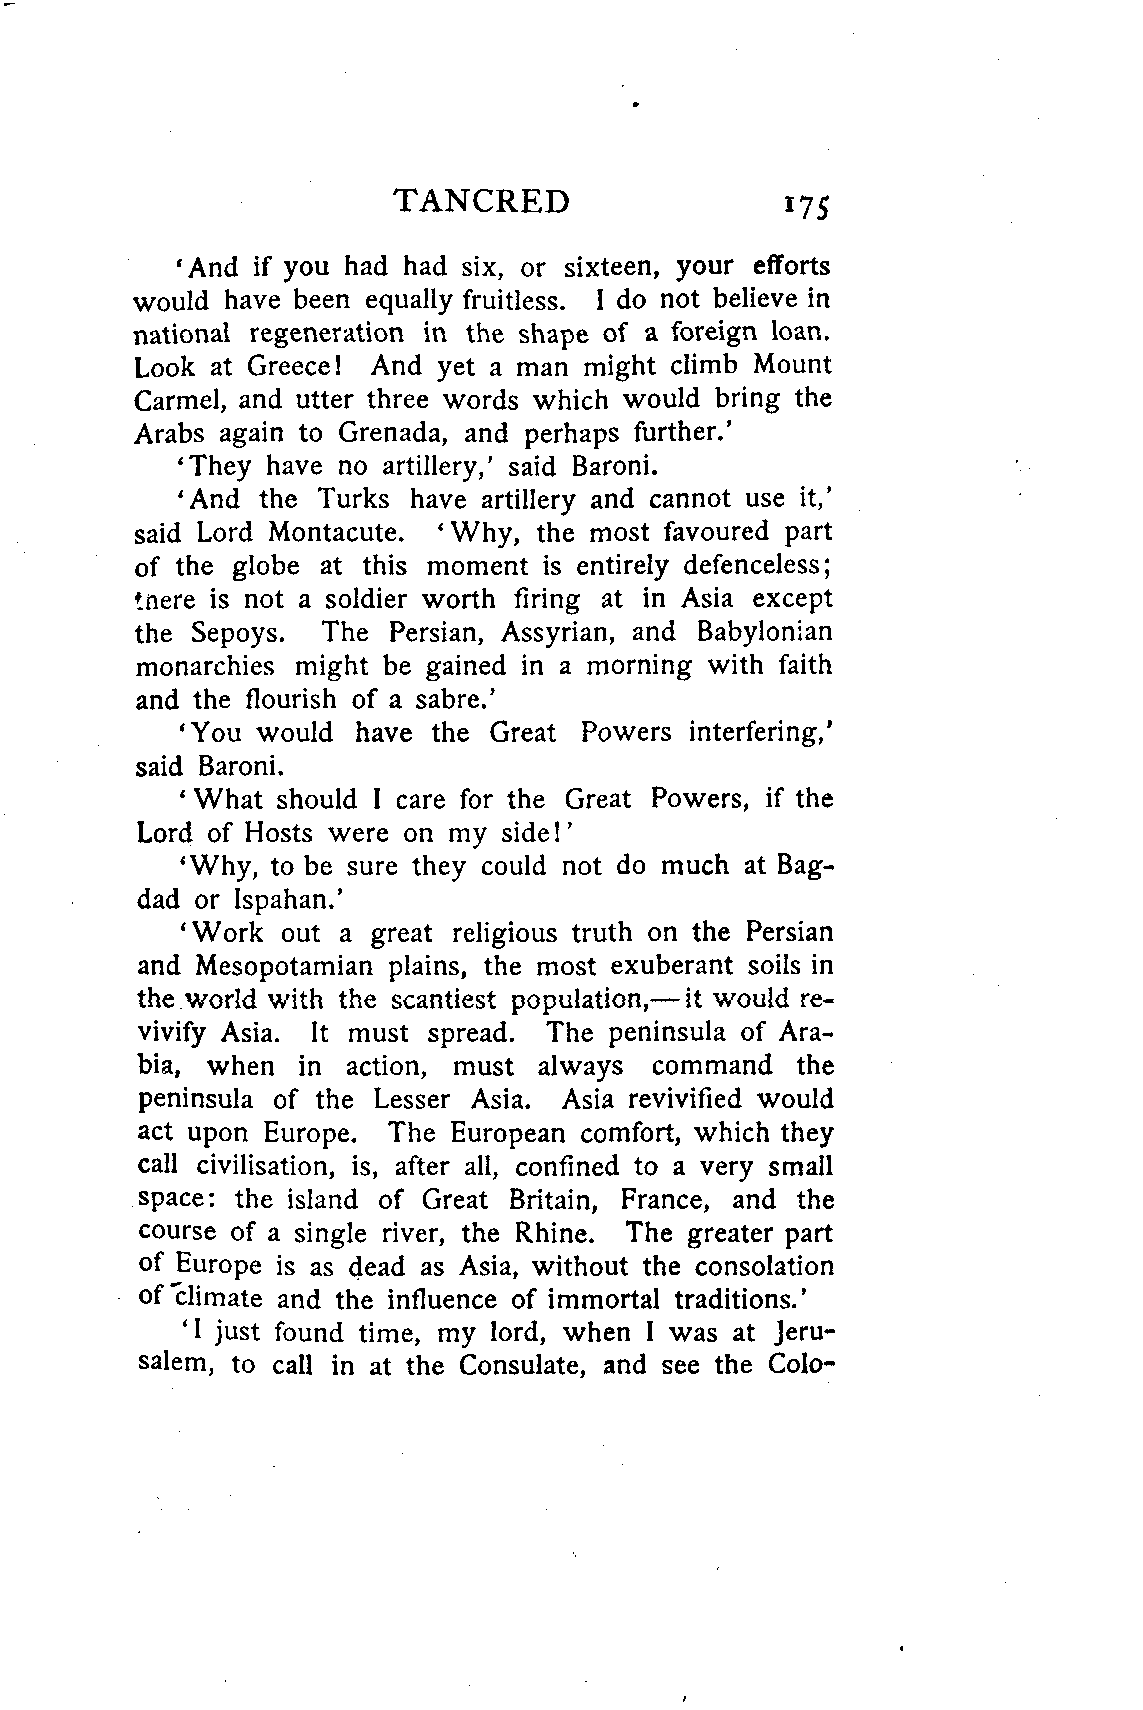 TANCRED 175
‘And if you had had six, or sixteen, your efforts
would have been equally fruitless. I do not believe in
national regeneration in the shape of a foreign loan.
Look at Greece! And yet a man might climb Mount
Carmel, and utter three words which would bring the
Arabs again to Grenada, and perhaps further.’
‘They have no artillery,’ said Baroni.
‘And the Turks have artillery and cannot use it,’
said Lord Montacute. ‘Why, the most favoured part
of the globe at this moment is entirely defenceless;
there is not a soldier worth firing at in Asia except
the Sepoys. The Persian, Assyrian, and Babylonian
monarchies might be gained in a morning with faith
and the flourish of a sabre.’
‘You would have the Great Powers interfering,’
said Baroni.
‘What should I care for the Great Powers, if the
Lord of Hosts were on my side!’
‘Why, to be sure they could not do much at Bag-
dad or Ispahan.’
‘Work out a great religious truth on the Persian
and Mesopotamian plains, the most exuberant soils in
the world with the scantiest population,—it would re-
vivify Asia. It must spread. The peninsula of Ara-
bia, when in action, must always command the
peninsula of the Lesser Asia. Asia revivified would
act upon Europe. The European comfort, which they
call civilisation, is, after all, confined to a very small
space: the island of Great Britain, France, and the
course of a single river, the Rhine. The greater part
of Europe is as dead as Asia, without the consolation
of climate and the influence of immortal traditions.’
‘I just found time, my lord, when I was at Jeru-
salem, to call in at the Consulate, and see the Colo-